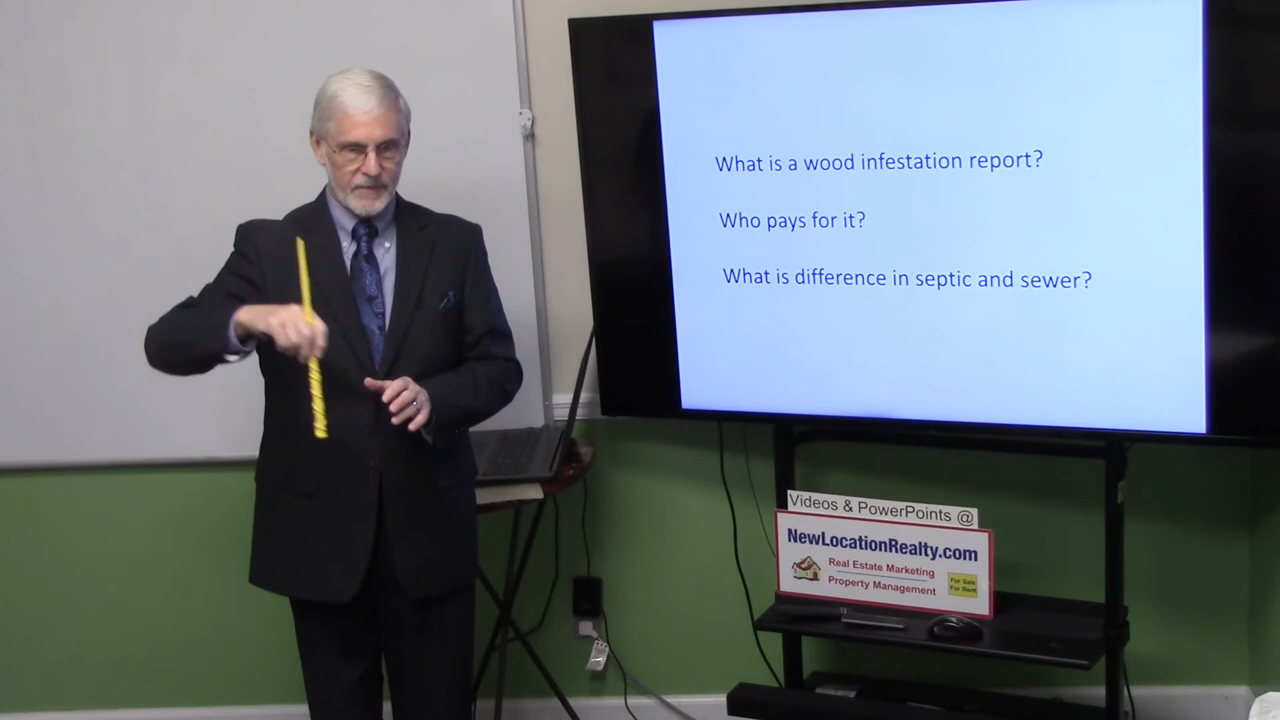 What is a wood infestation report?
Who pays for it?
What is difference in septic and sewer?
Videos & PowerPoints @
NewLocationRealty.com
Real Estate Marketing
Property Management
For Sale
For Rent